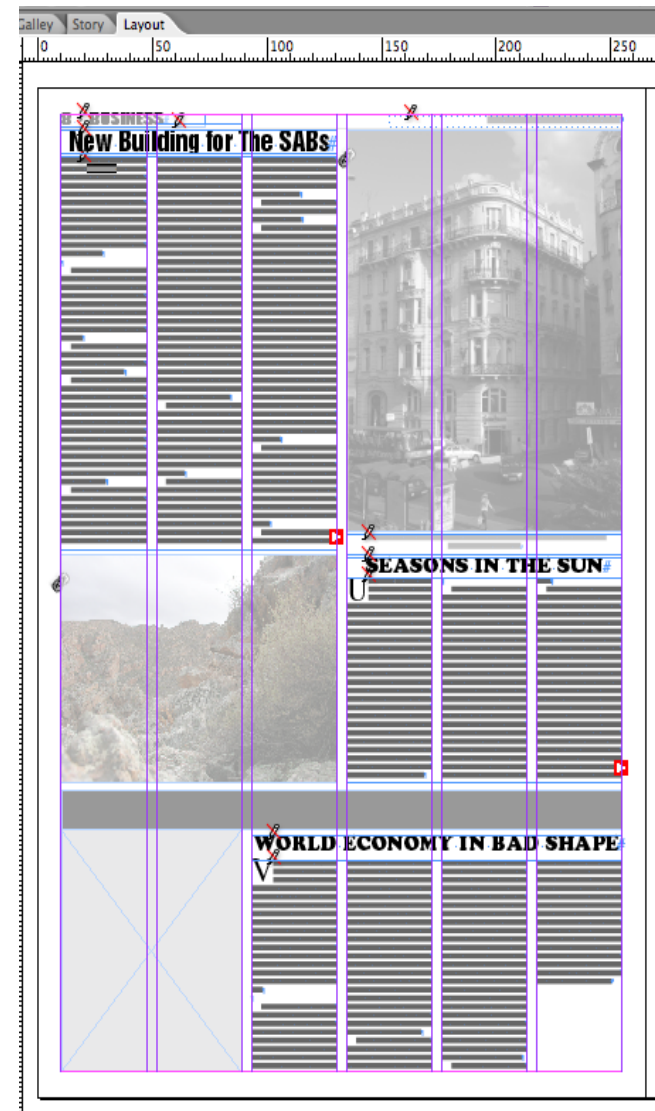 Galley Story Layout
0 50 100 150 200 250
B BUSINESS
New Building for The SABs#
SEASONS IN THE SUN#
U
WORLD ECONOMY IN BAD SHAPE#
V